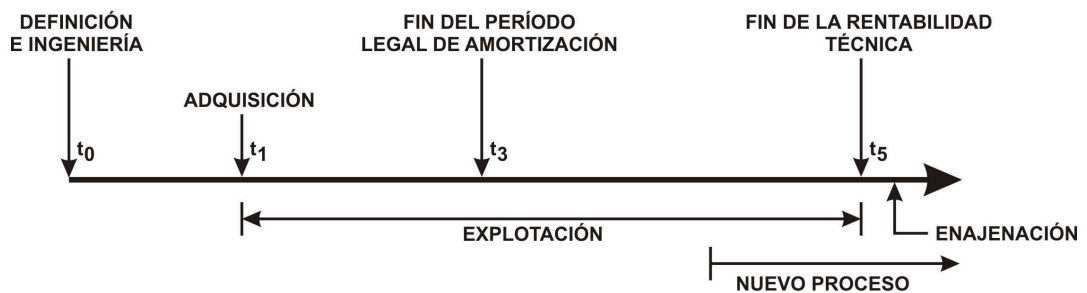 DEFINICIÓN
E INGENIERÍA
FIN DEL PERÍODO
LEGAL DE AMORTIZACIÓN
FIN DE LA RENTABILIDAD
TÉCNICA
ADQUISICIÓN
t0
t1
t3
t5
EXPLOTACIÓN
ENAJENACIÓN
NUEVO PROCESO